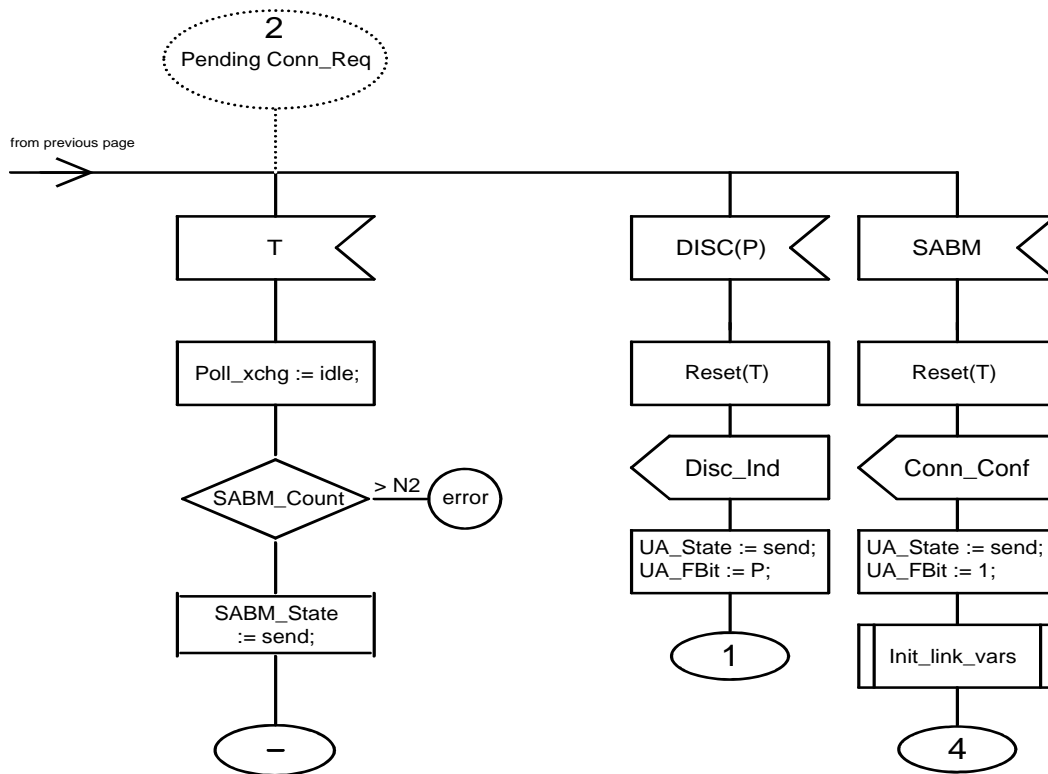 2
Pending Conn_Req
from previous page
T
DISC(P)
SABM
Poll_xchg := idle;
Reset(T)
Reset(T)
SABM_Count
> N2
error
Disc_Ind
Conn_Conf
UA_State := send;
UA_FBit := P;
UA_State := send;
UA_FBit := 1;
SABM_State
:= send;
1
Init_link_vars
–
4